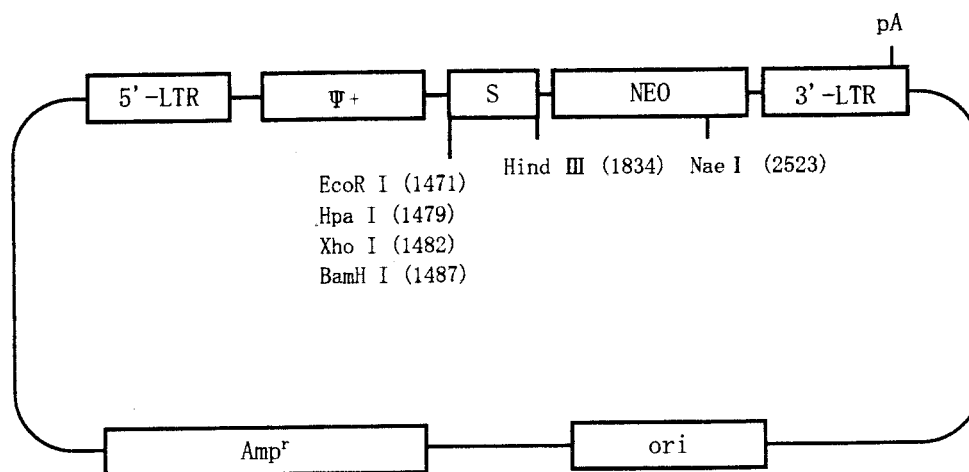 pA
5'-LTR Ψ+ S NEO 3'-LTR
Hind Ⅲ (1834) Nae Ⅰ (2523)
EcoR Ⅰ (1471)
Hpa Ⅰ (1479)
Xho Ⅰ (1482)
BamH Ⅰ (1487)
Ampʳ ori